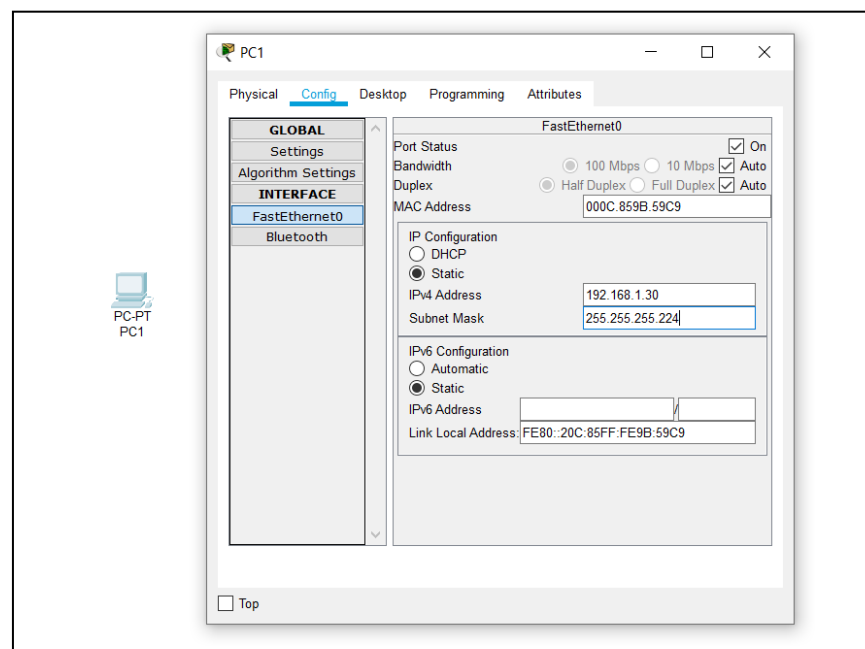 PC1
Physical Config Desktop Programming Attributes
GLOBAL
Settings
Algorithm Settings
INTERFACE
FastEthernet0
Bluetooth
FastEthernet0
Port Status On
Bandwidth 100 Mbps 10 Mbps Auto
Duplex Half Duplex Full Duplex Auto
MAC Address 000C.859B.59C9
IP Configuration
DHCP
Static
IPv4 Address 192.168.1.30
Subnet Mask 255.255.255.224
IPv6 Configuration
Automatic
Static
IPv6 Address /
Link Local Address: FE80::20C:85FF:FE9B:59C9
Top
PC-PT
PC1